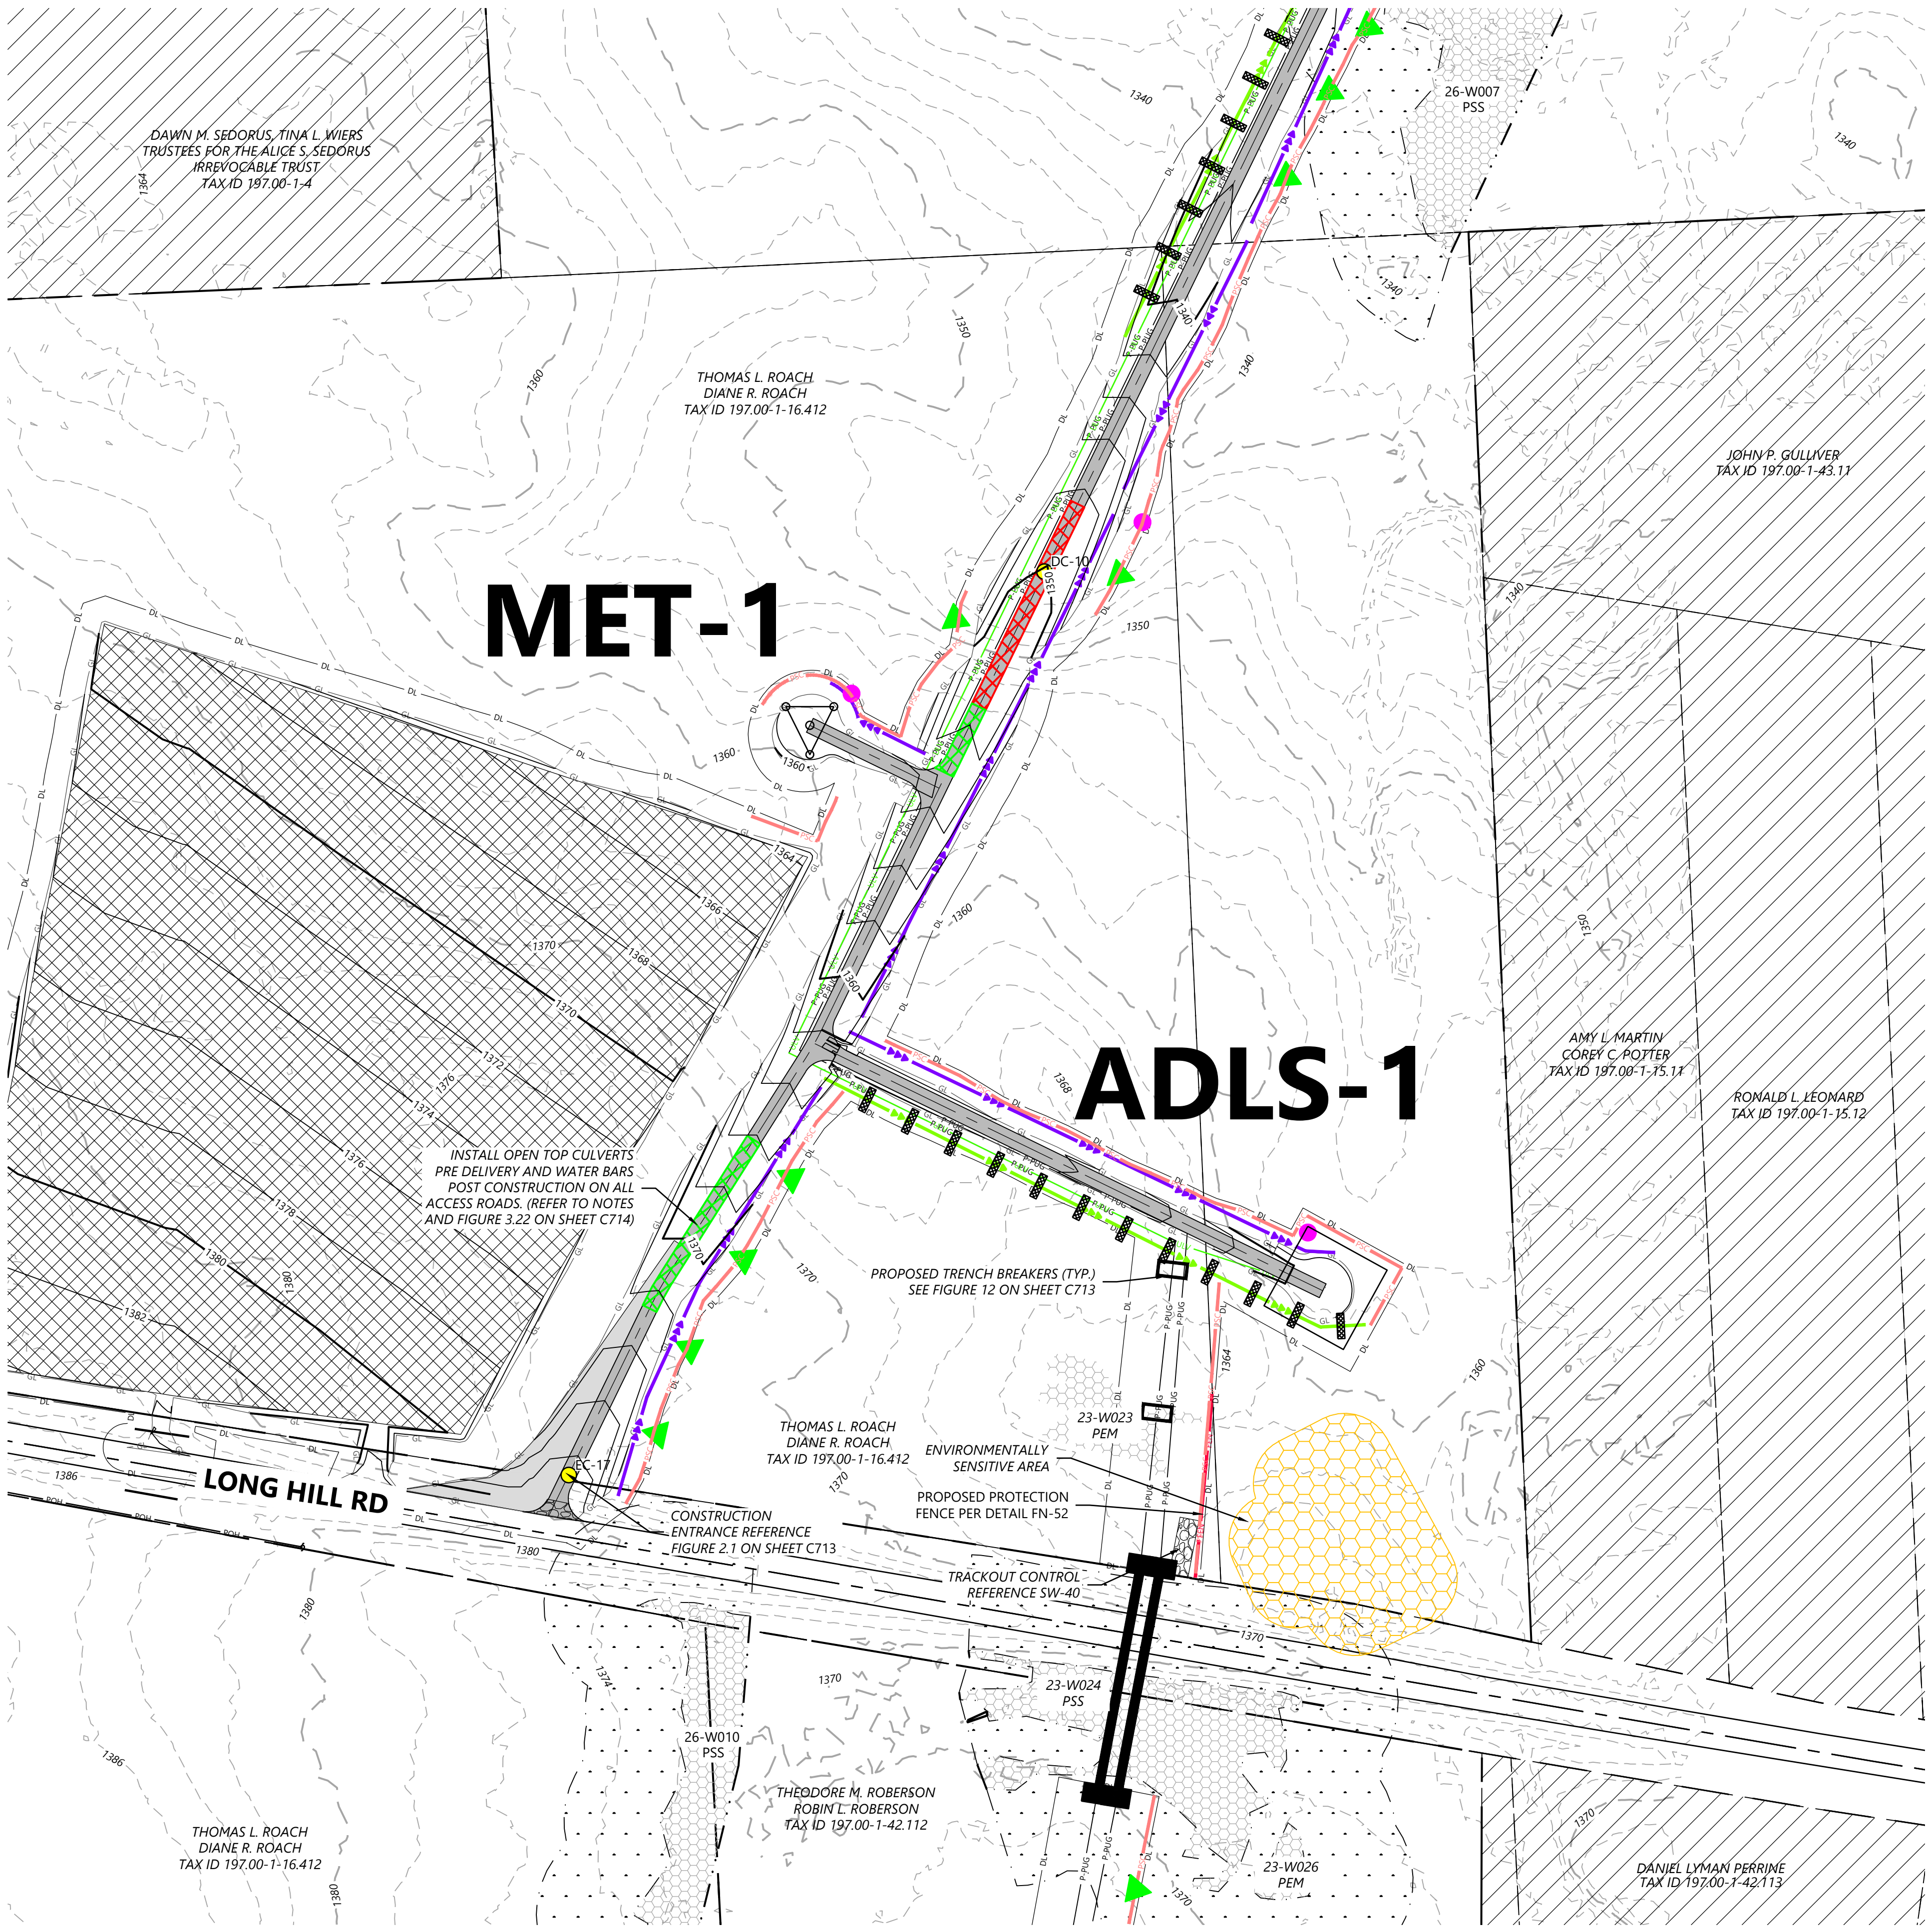 1340
26-W007
PSS
1340
DAWN M. SEDORUS, TINA L. WIERS
TRUSTEES FOR THE ALICE S. SEDORUS
IRREVOCABLE TRUST
TAX ID 197.00-1-4
1364
1340
1340
1350
1360
1340
THOMAS L. ROACH
DIANE R. ROACH
TAX ID 197.00-1-16.412
JOHN P. GULLIVER
TAX ID 197.00-1-43.11
DC-10
1350
1340
MET-1
1350
1360
1360
1364
1366
1360
1350
1370
1368
1360
1370
ADLS-1
1368
AMY L. MARTIN
COREY C. POTTER
TAX ID 197.00-1-15.11
RONALD L. LEONARD
TAX ID 197.00-1-15.12
1372
1376
1374
1376
INSTALL OPEN TOP CULVERTS
PRE DELIVERY AND WATER BARS
POST CONSTRUCTION ON ALL
ACCESS ROADS. (REFER TO NOTES
AND FIGURE 3.22 ON SHEET C714)
1378
1370
1380
1380
1370
PROPOSED TRENCH BREAKERS (TYP.)
SEE FIGURE 12 ON SHEET C713
1382
1364
1360
23-W023
PEM
THOMAS L. ROACH
DIANE R. ROACH
TAX ID 197.00-1-16.412
ENVIRONMENTALLY
SENSITIVE AREA
1386
EC-17
LONG HILL RD
1370
PROPOSED PROTECTION
FENCE PER DETAIL FN-52
CONSTRUCTION
ENTRANCE REFERENCE
FIGURE 2.1 ON SHEET C713
1380
TRACKOUT CONTROL
REFERENCE SW-40
1380
1370
1374
1370
23-W024
PSS
26-W010
PSS
1386
THEODORE M. ROBERSON
ROBIN L. ROBERSON
TAX ID 197.00-1-42.112
1370
THOMAS L. ROACH
DIANE R. ROACH
TAX ID 197.00-1-16.412
23-W026
PEM
DANIEL LYMAN PERRINE
TAX ID 197.00-1-42.113
1380
1370
DL
GL
P-PUG
PSC
POH